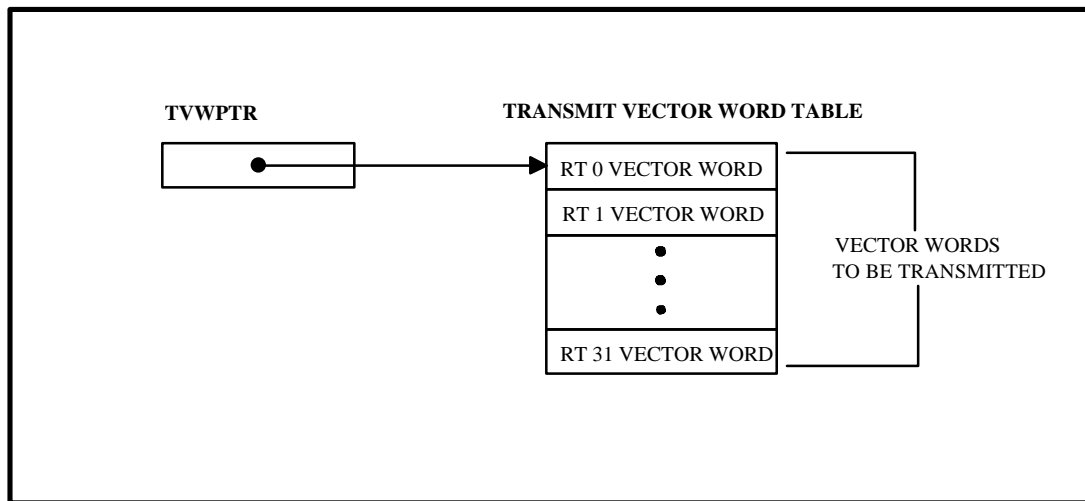 TVWPTR
TRANSMIT VECTOR WORD TABLE
RT 0 VECTOR WORD
RT 1 VECTOR WORD
RT 31 VECTOR WORD
VECTOR WORDS
TO BE TRANSMITTED